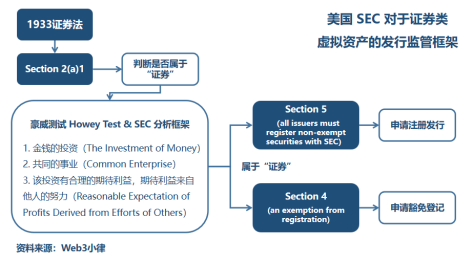 美国 SEC 对于证券类
虚拟资产的发行监管框架
1933证券法
Section 2(a)1
判断是否属于
“证券”
豪威测试 Howey Test & SEC 分析框架
1. 金钱的投资（The Investment of Money）
2. 共同的事业（Common Enterprise）
3. 该投资有合理的期待利益，期待利益来自
他人的努力（Reasonable Expectation of
Profits Derived from Efforts of Others）
Section 5
(all issuers must
register non-exempt
securities with SEC)
申请注册发行
属于“证券”
Section 4
(an exemption from
registration)
申请豁免登记
资料来源：Web3小律